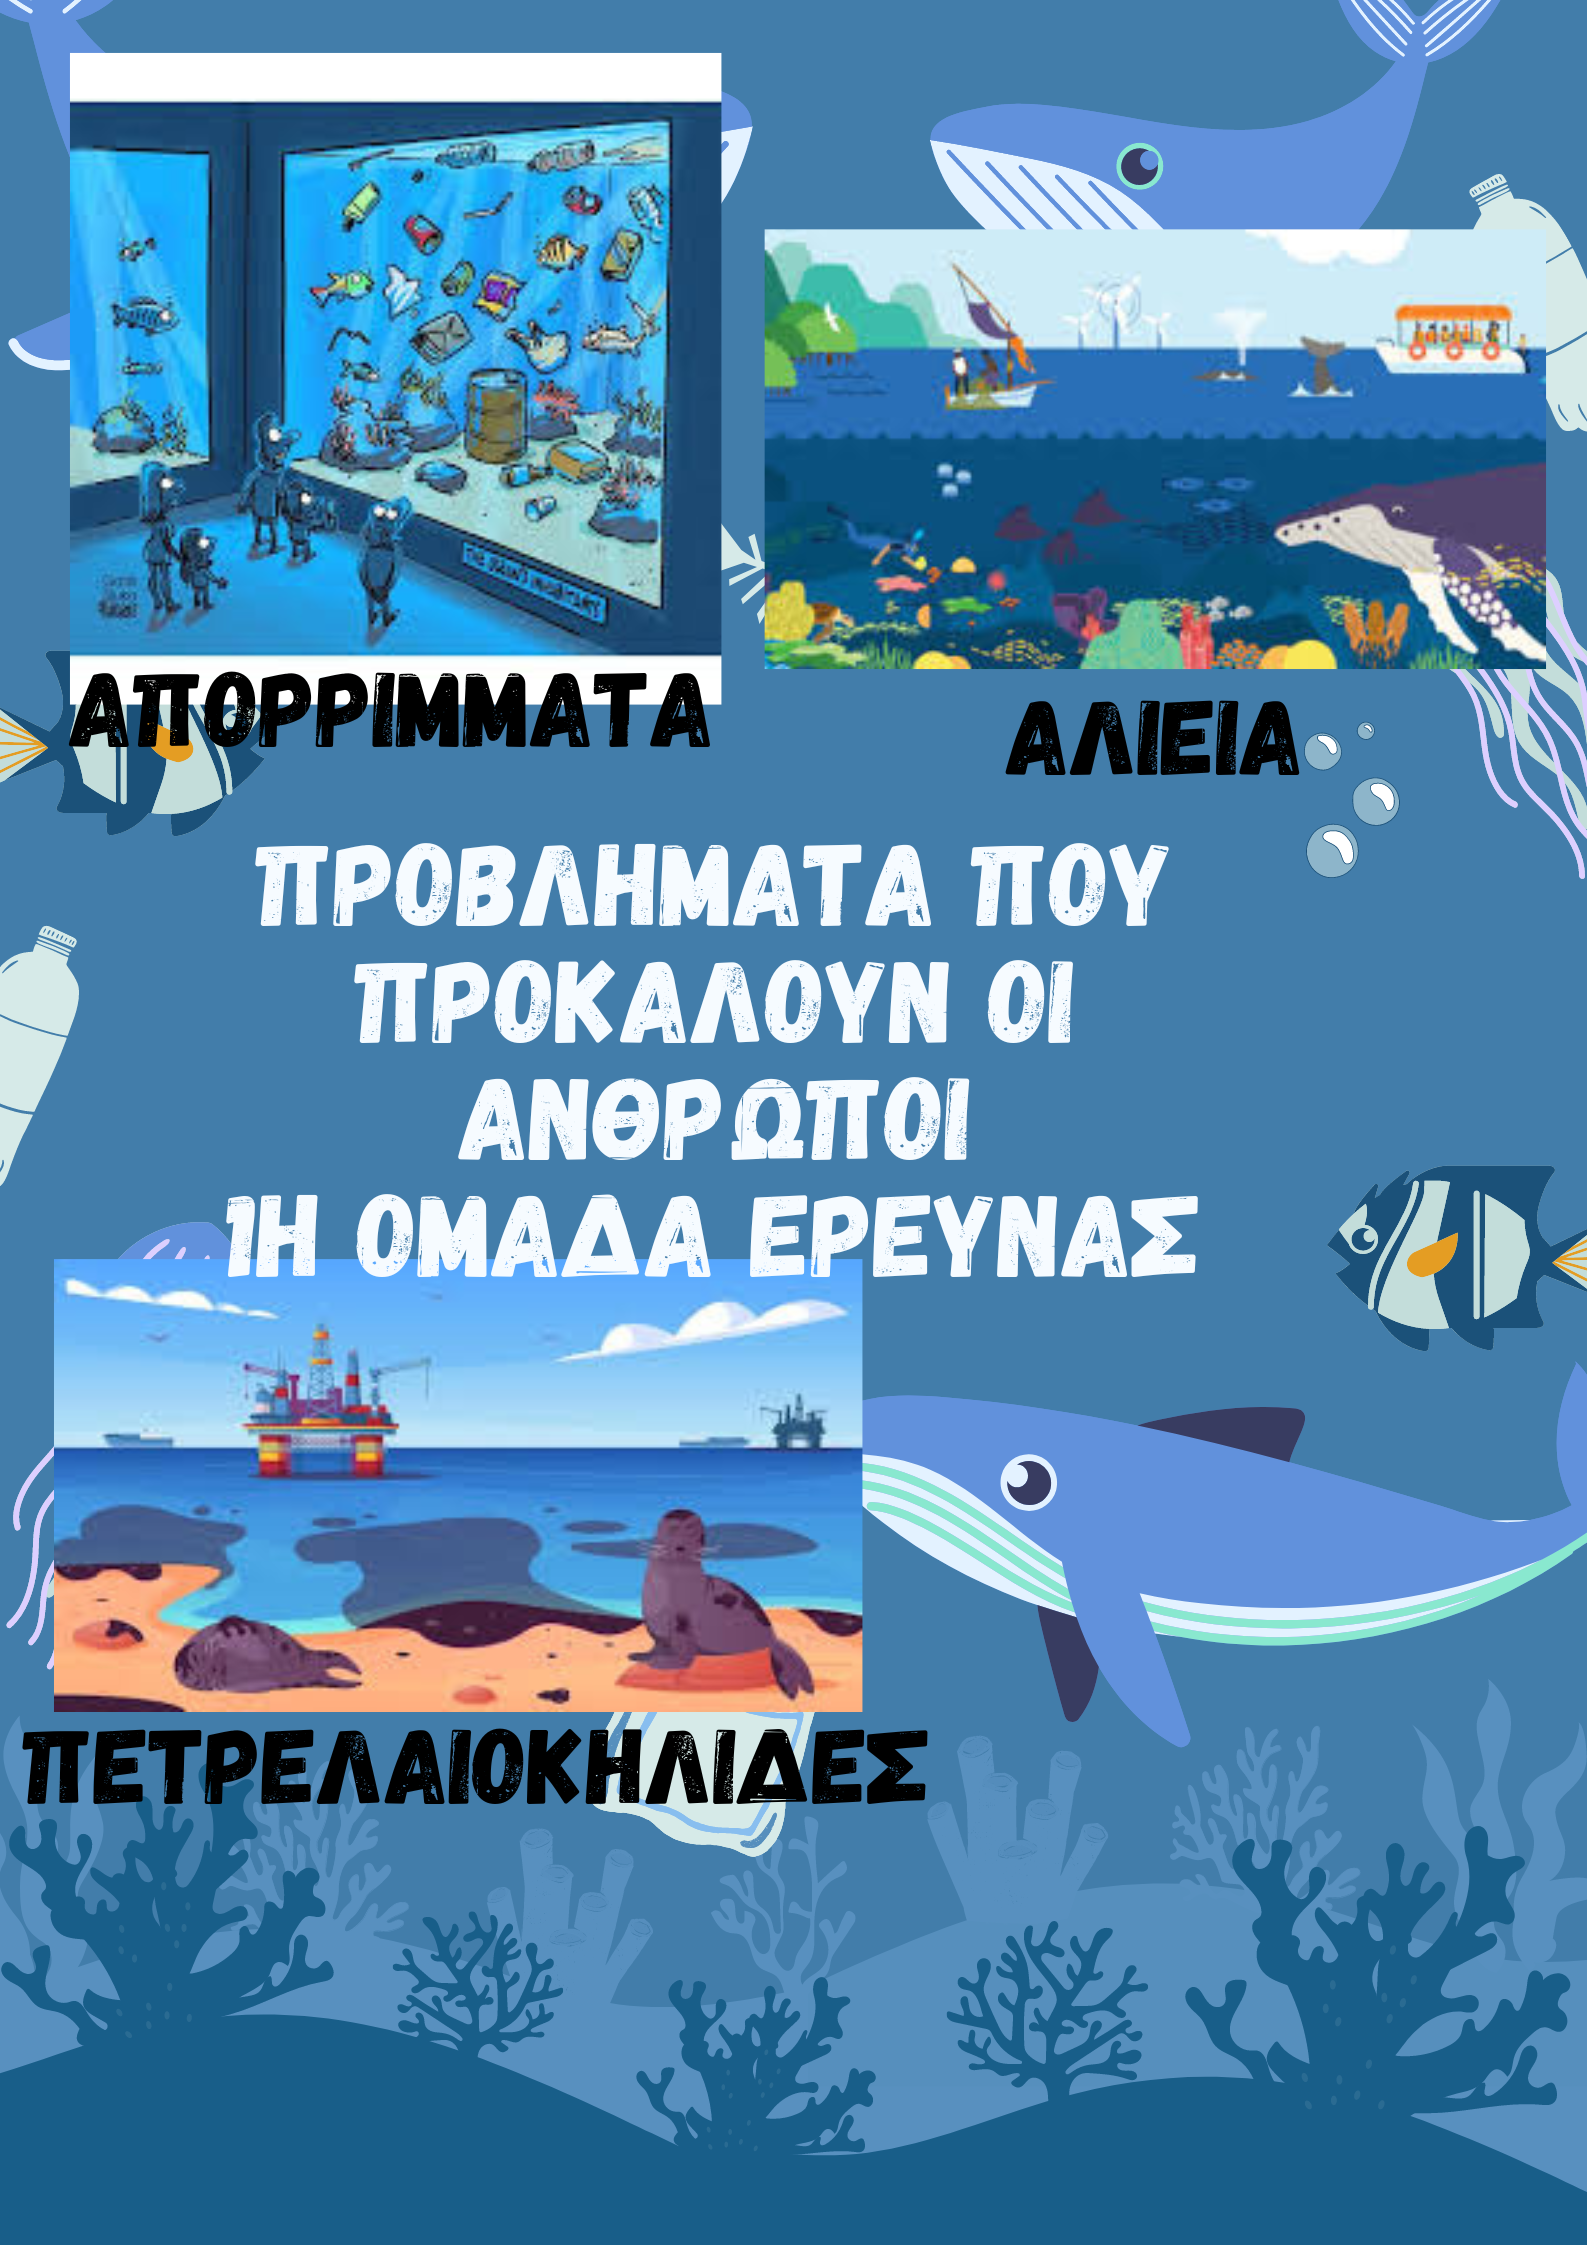 ΑΠΟΡΡΙΜΜΑΤΑ
ΑΛΙΕΙΑ
ΠΡΟΒΛΗΜΑΤΑ ΠΟΥ
ΠΡΟΚΑΛΟΥΝ ΟΙ
ΑΝΘΡΩΠΟΙ
1Η ΟΜΑΔΑ ΕΡΕΥΝΑΣ
ΠΕΤΡΕΛΑΙΟΚΗΛΙΔΕΣ